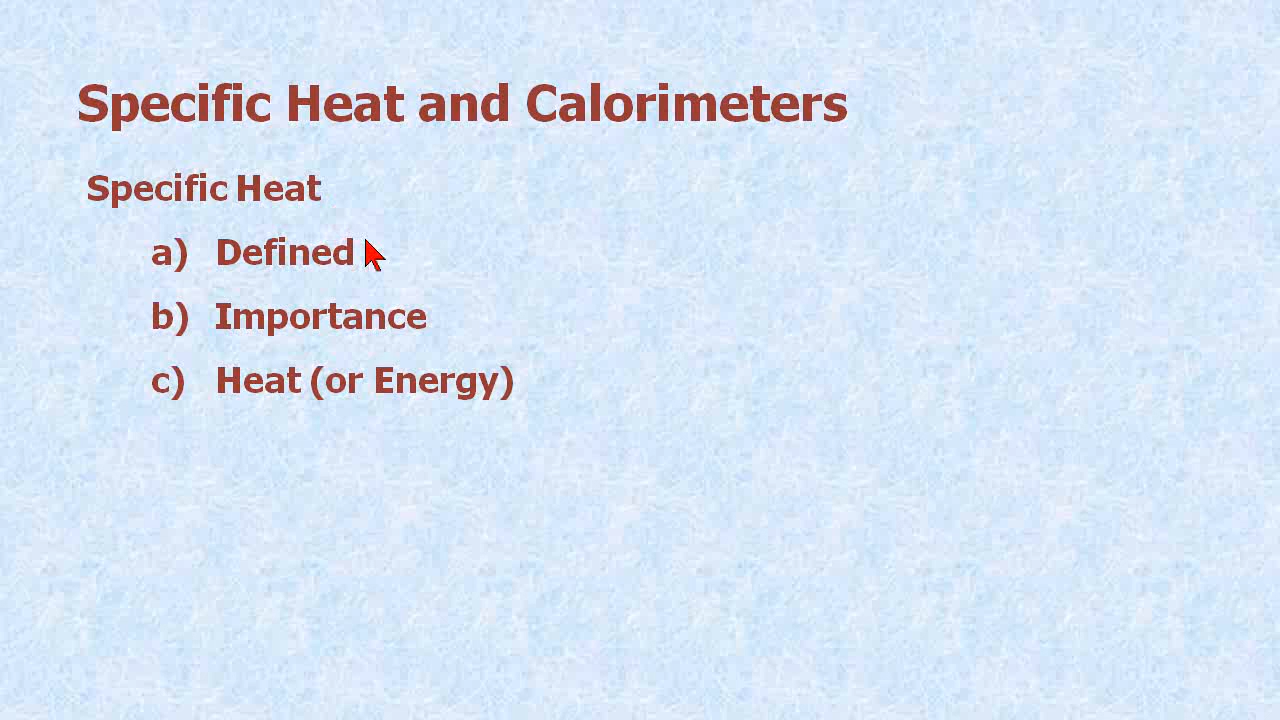 Specific Heat and Calorimeters
Specific Heat
a) Defined
b) Importance
c) Heat (or Energy)